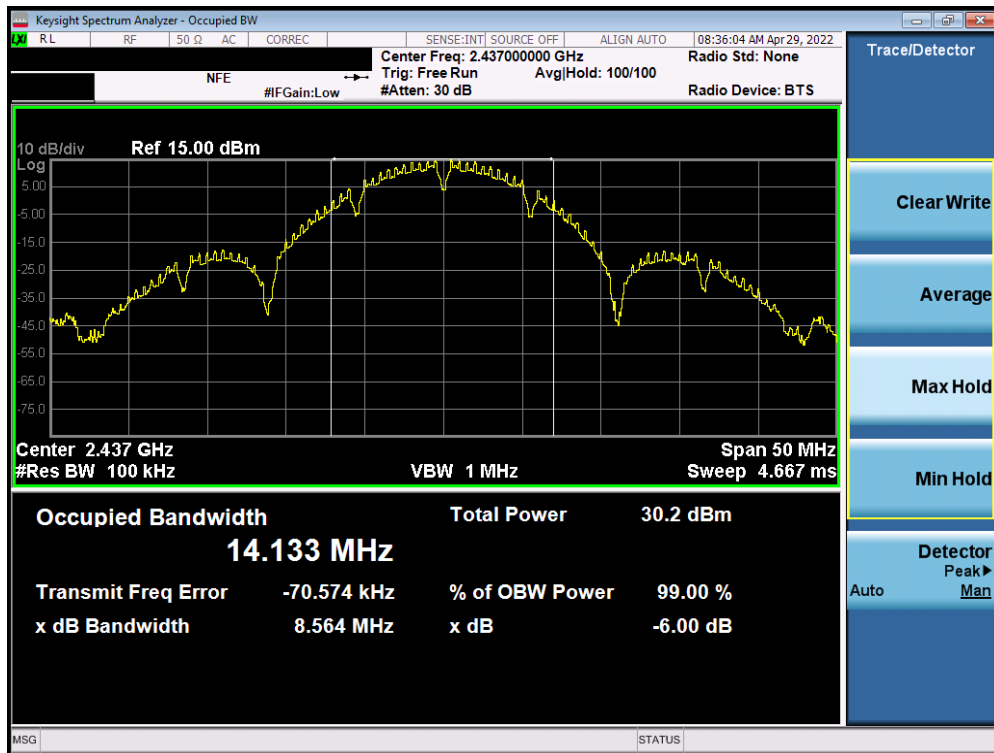 Keysight Spectrum Analyzer - Occupied BW
LXI RL RF 50 Ω AC CORREC SENSE:INT SOURCE OFF ALIGN AUTO 08:36:04 AM Apr 29, 2022
Center Freq: 2.437000000 GHz Radio Std: None
NFE Trig: Free Run Avg|Hold: 100/100
#IFGain:Low #Atten: 30 dB Radio Device: BTS
10 dB/div Ref 15.00 dBm
Log
5.00
-5.00
-15.0
-25.0
-35.0
-45.0
-55.0
-65.0
-75.0
Center 2.437 GHz Span 50 MHz
#Res BW 100 kHz VBW 1 MHz Sweep 4.667 ms
Occupied Bandwidth Total Power 30.2 dBm
14.133 MHz
Transmit Freq Error -70.574 kHz % of OBW Power 99.00 %
x dB Bandwidth 8.564 MHz x dB -6.00 dB
MSG STATUS
Trace/Detector
Clear Write
Average
Max Hold
Min Hold
Detector
Peak▶
Auto Man